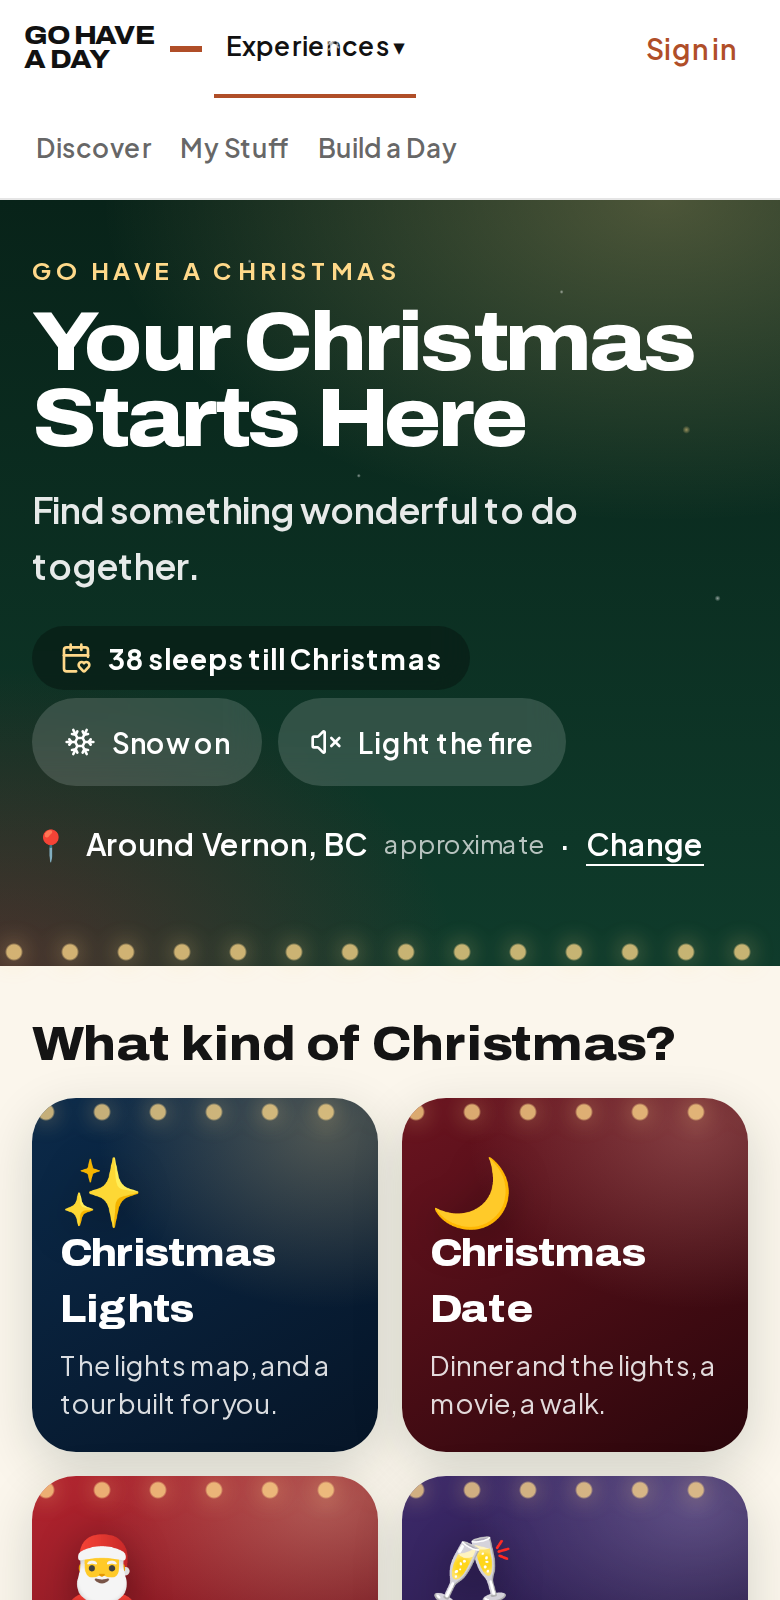 GO HAVE
A DAY
Experiences ▾
Sign in
Discover
My Stuff
Build a Day
GO HAVE A CHRISTMAS
Your Christmas
Starts Here
Find something wonderful to do
together.
38 sleeps till Christmas
Snow on
Light the fire
Around Vernon, BC approximate · Change
What kind of Christmas?
Christmas
Lights
The lights map, and a
tour built for you.
Christmas
Date
Dinner and the lights, a
movie, a walk.